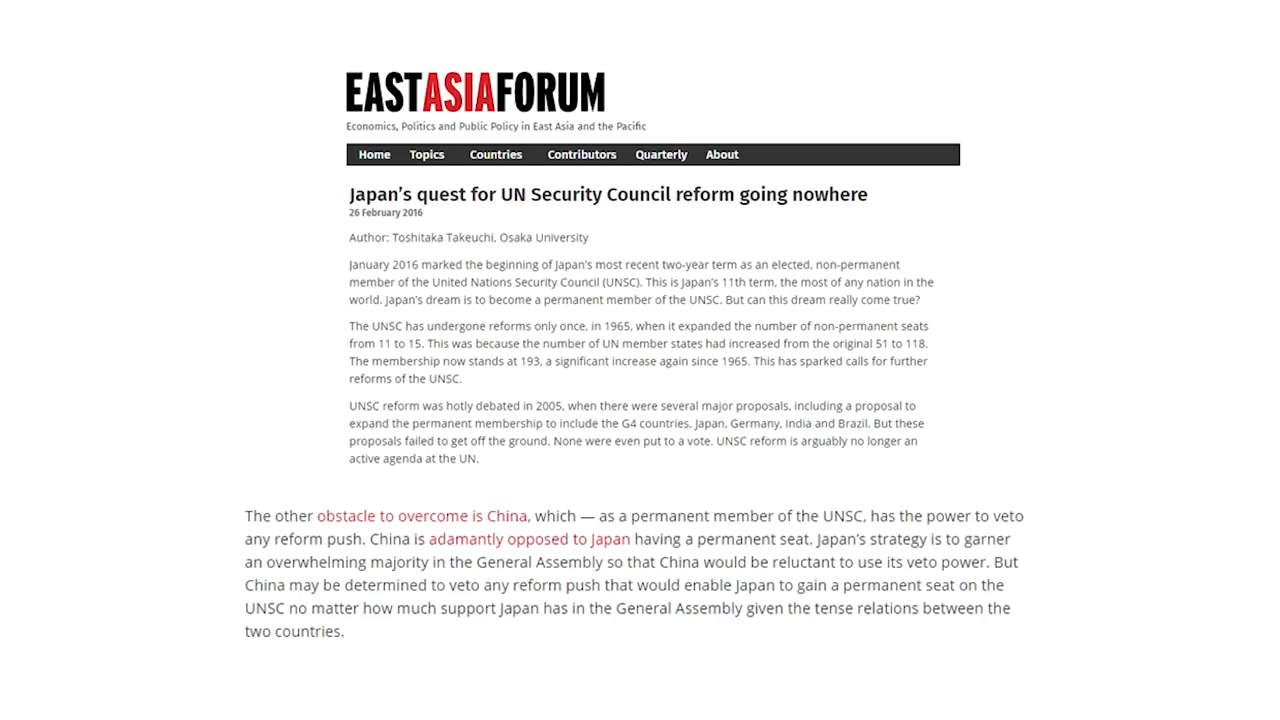 EASTASIAFORUM
Economics, Politics and Public Policy in East Asia and the Pacific
Home Topics Countries Contributors Quarterly About
Japan's quest for UN Security Council reform going nowhere
26 February 2016
Author: Toshitaka Takeuchi, Osaka University
January 2016 marked the beginning of Japan's most recent two-year term as an elected, non-permanent
member of the United Nations Security Council (UNSC). This is Japan's 11th term, the most of any nation in the
world. Japan's dream is to become a permanent member of the UNSC. But can this dream really come true?
The UNSC has undergone reforms only once, in 1965, when it expanded the number of non-permanent seats
from 11 to 15. This was because the number of UN member states had increased from the original 51 to 118.
The membership now stands at 193, a significant increase again since 1965. This has sparked calls for further
reforms of the UNSC.
UNSC reform was hotly debated in 2005, when there were several major proposals, including a proposal to
expand the permanent membership to include the G4 countries, Japan, Germany, India and Brazil. But these
proposals failed to get off the ground. None were even put to a vote. UNSC reform is arguably no longer an
active agenda at the UN.
The other obstacle to overcome is China, which — as a permanent member of the UNSC, has the power to veto
any reform push. China is adamantly opposed to Japan having a permanent seat. Japan's strategy is to garner
an overwhelming majority in the General Assembly so that China would be reluctant to use its veto power. But
China may be determined to veto any reform push that would enable Japan to gain a permanent seat on the
UNSC no matter how much support Japan has in the General Assembly given the tense relations between the
two countries.